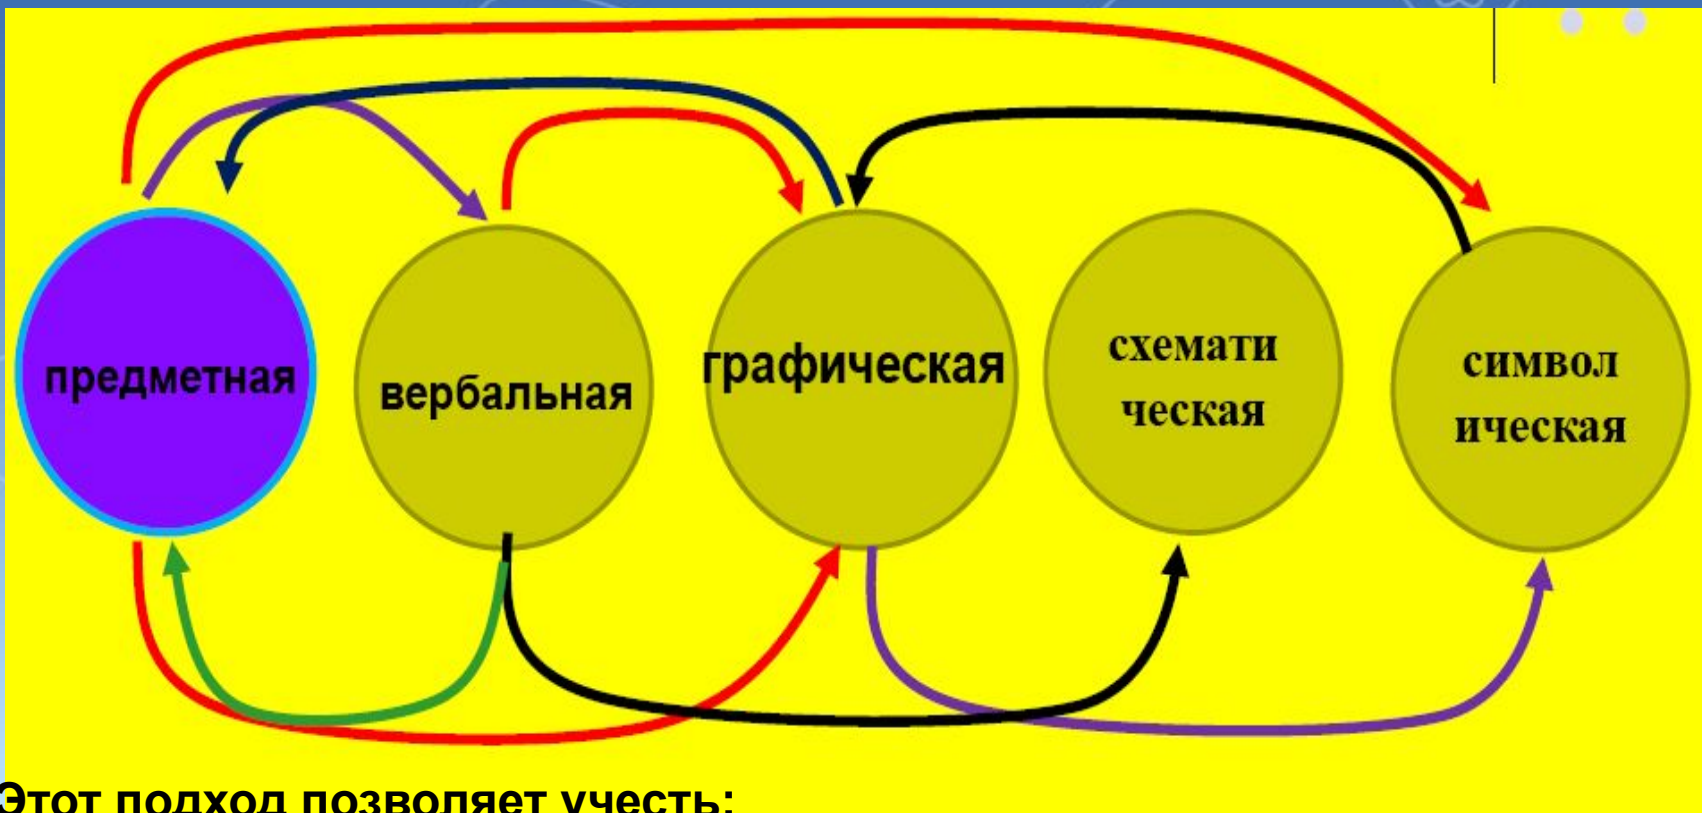 предметная
вербальная
графическая
схемати
ческая
символ
ическая
Этот подход позволяет учесть: